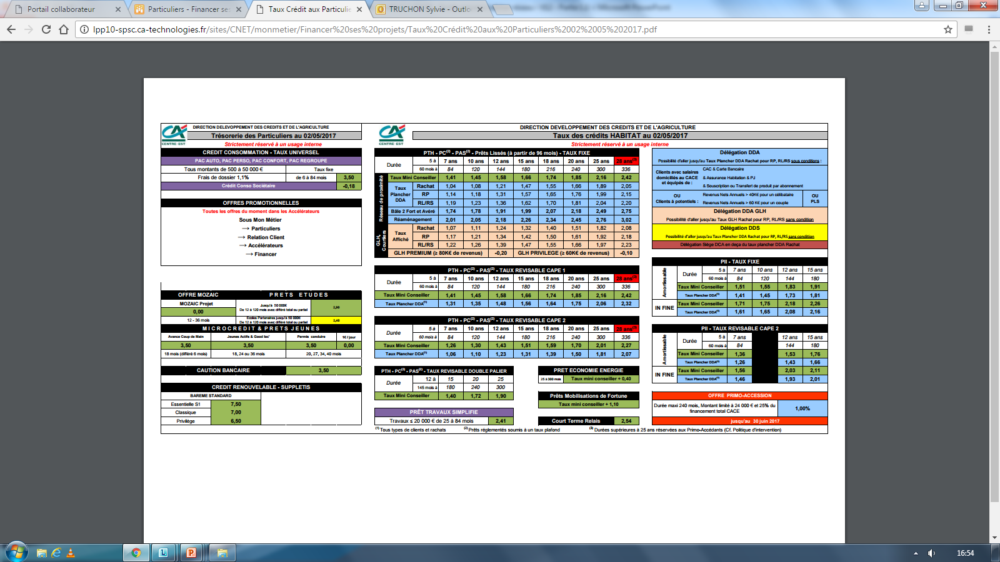 Portail collaborateur
Particuliers - Financer ses
Taux Crédit aux Particulie
TRUCHON Sylvie - Outlo
lpp10-spsc.ca-technologies.fr/sites/CNET/monmetier/Financer%20ses%20projets/Taux%20Crédit%20aux%20Particuliers%2002%2005%202017.pdf
CENTRE-EST
DIRECTION DELEVOPPEMENT DES CREDITS ET DE L'AGRICULTURE
Trésorerie des Particuliers au 02/05/2017
Strictement réservé à un usage interne
CREDIT CONSOMMATION - TAUX UNIVERSEL
PAC AUTO, PAC PERSO, PAC CONFORT, PAC REGROUPE
Tous montants de 500 à 50 000 € Taux fixe
Frais de dossier 1,1% de 6 à 84 mois 3,50
Crédit Conso Sociétaire -0,18
OFFRES PROMOTIONNELLES
Toutes les offres du moment dans les Accélérateurs
Sous Mon Métier
→ Particuliers
→ Relation Client
→ Accélérateurs
→ Financer
OFFRE MOZAIC PRETS ETUDES
MOZAIC Projet
0,00
12 - 36 mois
Jusqu'à 50 000€
De 12 à 120 mois avec différé total ou partiel 2,90
Ecoles Partenaires jusqu'à 50 000€
De 12 à 120 mois avec différé total ou partiel 2,40
MICROCREDIT & PRETS JEUNES
Avance Coup de Main Jeunes Actifs & Good loc' Permis conduire 1€ / jour
3,50 3,50 3,50 0,00
18 mois (différé 6 mois) 18, 24 ou 36 mois 20, 27, 34, 40 mois
CAUTION BANCAIRE 3,50
CREDIT RENOUVELABLE - SUPPLETIS
BAREME STANDARD
Essentielle S1 7,50
Classique 7,00
Privilège 6,50
CENTRE-EST
DIRECTION DEVELOPPEMENT DES CREDITS ET DE L'AGRICULTURE
Taux des crédits HABITAT au 02/05/2017
Strictement réservé à un usage interne
PTH - PC(2) - PAS(2) - Prêts Lissés (à partir de 96 mois) - TAUX FIXE
Durée
5 à 7 ans 10 ans 12 ans 15 ans 18 ans 20 ans 25 ans 28 ans(3)
60 mois à 84 120 144 180 216 240 300 336
Réseau de proximité
Taux Mini Conseiller 1,41 1,45 1,58 1,66 1,74 1,85 2,16 2,42
Taux Plancher DDA
Rachat 1,04 1,08 1,21 1,47 1,55 1,66 1,89 2,05
RP 1,14 1,18 1,31 1,57 1,65 1,76 1,99 2,15
RL/RS 1,19 1,23 1,36 1,62 1,70 1,81 2,04 2,20
Bâle 2 Fort et Avéré 1,74 1,78 1,91 1,99 2,07 2,18 2,49 2,75
Réaménagement 2,01 2,05 2,18 2,26 2,34 2,45 2,76 3,02
GLH, Courtiers
Taux Affiché
Rachat 1,07 1,11 1,24 1,32 1,40 1,51 1,82 2,08
RP 1,17 1,21 1,34 1,42 1,50 1,61 1,92 2,18
RL/RS 1,22 1,26 1,39 1,47 1,55 1,66 1,97 2,23
GLH PREMIUM (≥ 80K€ de revenus) -0,20 GLH PRIVILEGE (≥ 60K€ de revenus) -0,10
PTH - PC(2) - PAS(2) - TAUX REVISABLE CAPE 1
Durée
5 à 7 ans 10 ans 12 ans 15 ans 18 ans 20 ans 25 ans 28 ans(3)
60 mois à 84 120 144 180 216 240 300 336
Taux Mini Conseiller 1,41 1,45 1,58 1,66 1,74 1,85 2,16 2,42
Taux Plancher DDA(1) 1,31 1,35 1,48 1,56 1,64 1,75 2,06 2,32
PTH - PC(2) - PAS(2) - TAUX REVISABLE CAPE 2
Durée
5 à 7 ans 10 ans 12 ans 15 ans 18 ans 20 ans 25 ans 28 ans(3)
60 mois à 84 120 144 180 216 240 300 336
Taux Mini Conseiller 1,26 1,30 1,43 1,51 1,59 1,70 2,01 2,27
Taux Plancher DDA(1) 1,06 1,10 1,23 1,31 1,39 1,50 1,81 2,07
PTH - PC(2) - PAS(2) - TAUX REVISABLE DOUBLE PALIER
Durée
12 à 15 20 25
145 mois 180 240 300
Taux Mini Conseiller 1,40 1,72 1,90
PRÊT TRAVAUX SIMPLIFIE
Travaux ≤ 20 000 € de 25 à 84 mois 2,41
PRET ECONOMIE ENERGIE
25 à 300 mois Taux mini conseiller + 0,40
Prêts Mobilisations de Fortune
Taux mini conseiller + 1,10
Court Terme Relais 2,54
Délégation DDA
Possibilité d'aller jusqu'au Taux Plancher DDA Rachat pour RP, RL/RS sous conditions :
Clients avec salaires domiciliés au CACE et équipés de :
CAC & Carte Bancaire
& Assurance Habitation & PJ
& Souscription ou Transfert de produit par abonnement
OU
Clients à potentiels :
Revenus Nets Annuels > 40K€ pour un célibataire
Revenus Nets Annuels > 60 K€ pour un couple
OU
PLS
Délégation DDA GLH
Possibilité d'aller jusqu'au Taux GLH Rachat pour RP, RL/RS sans condition
Délégation DDS
Possibilité d'aller jusqu'au Taux Plancher DDA Rachat pour RP, RL/RS sans condition
Délégation Siège DCA en deça du taux plancher DDA Rachat
PII - TAUX FIXE
Amortissable
Durée
5 à 7 ans 10 ans 12 ans 15 ans
60 mois à 84 120 144 180
Taux Mini Conseiller 1,51 1,55 1,83 1,91
Taux Plancher DDA(1) 1,41 1,45 1,73 1,81
IN FINE
Taux Mini Conseiller 1,71 1,75 2,18 2,26
Taux Plancher DDA(1) 1,61 1,65 2,08 2,16
PII - TAUX REVISABLE CAPE 2
Amortissable
Durée
5 à 7 ans 12 ans 15 ans
60 mois à 84 144 180
Taux Mini Conseiller 1,36 1,53 1,76
Taux Plancher DDA(1) 1,26 1,43 1,66
IN FINE
Taux Mini Conseiller 1,56 2,03 2,11
Taux Plancher DDA(1) 1,46 1,93 2,01
OFFRE PRIMO-ACCESSION
Durée maxi 240 mois, Montant limité à 24 000 € et 25% du
financement total CACE 1,00%
jusqu'au 30 juin 2017
(1) Tous types de clients et rachats (2) Prêts réglementés soumis à un taux plafond (3) Durées supérieures à 25 ans réservées aux Primo-Accédants (Cf. Politique d'intervention)
16:54